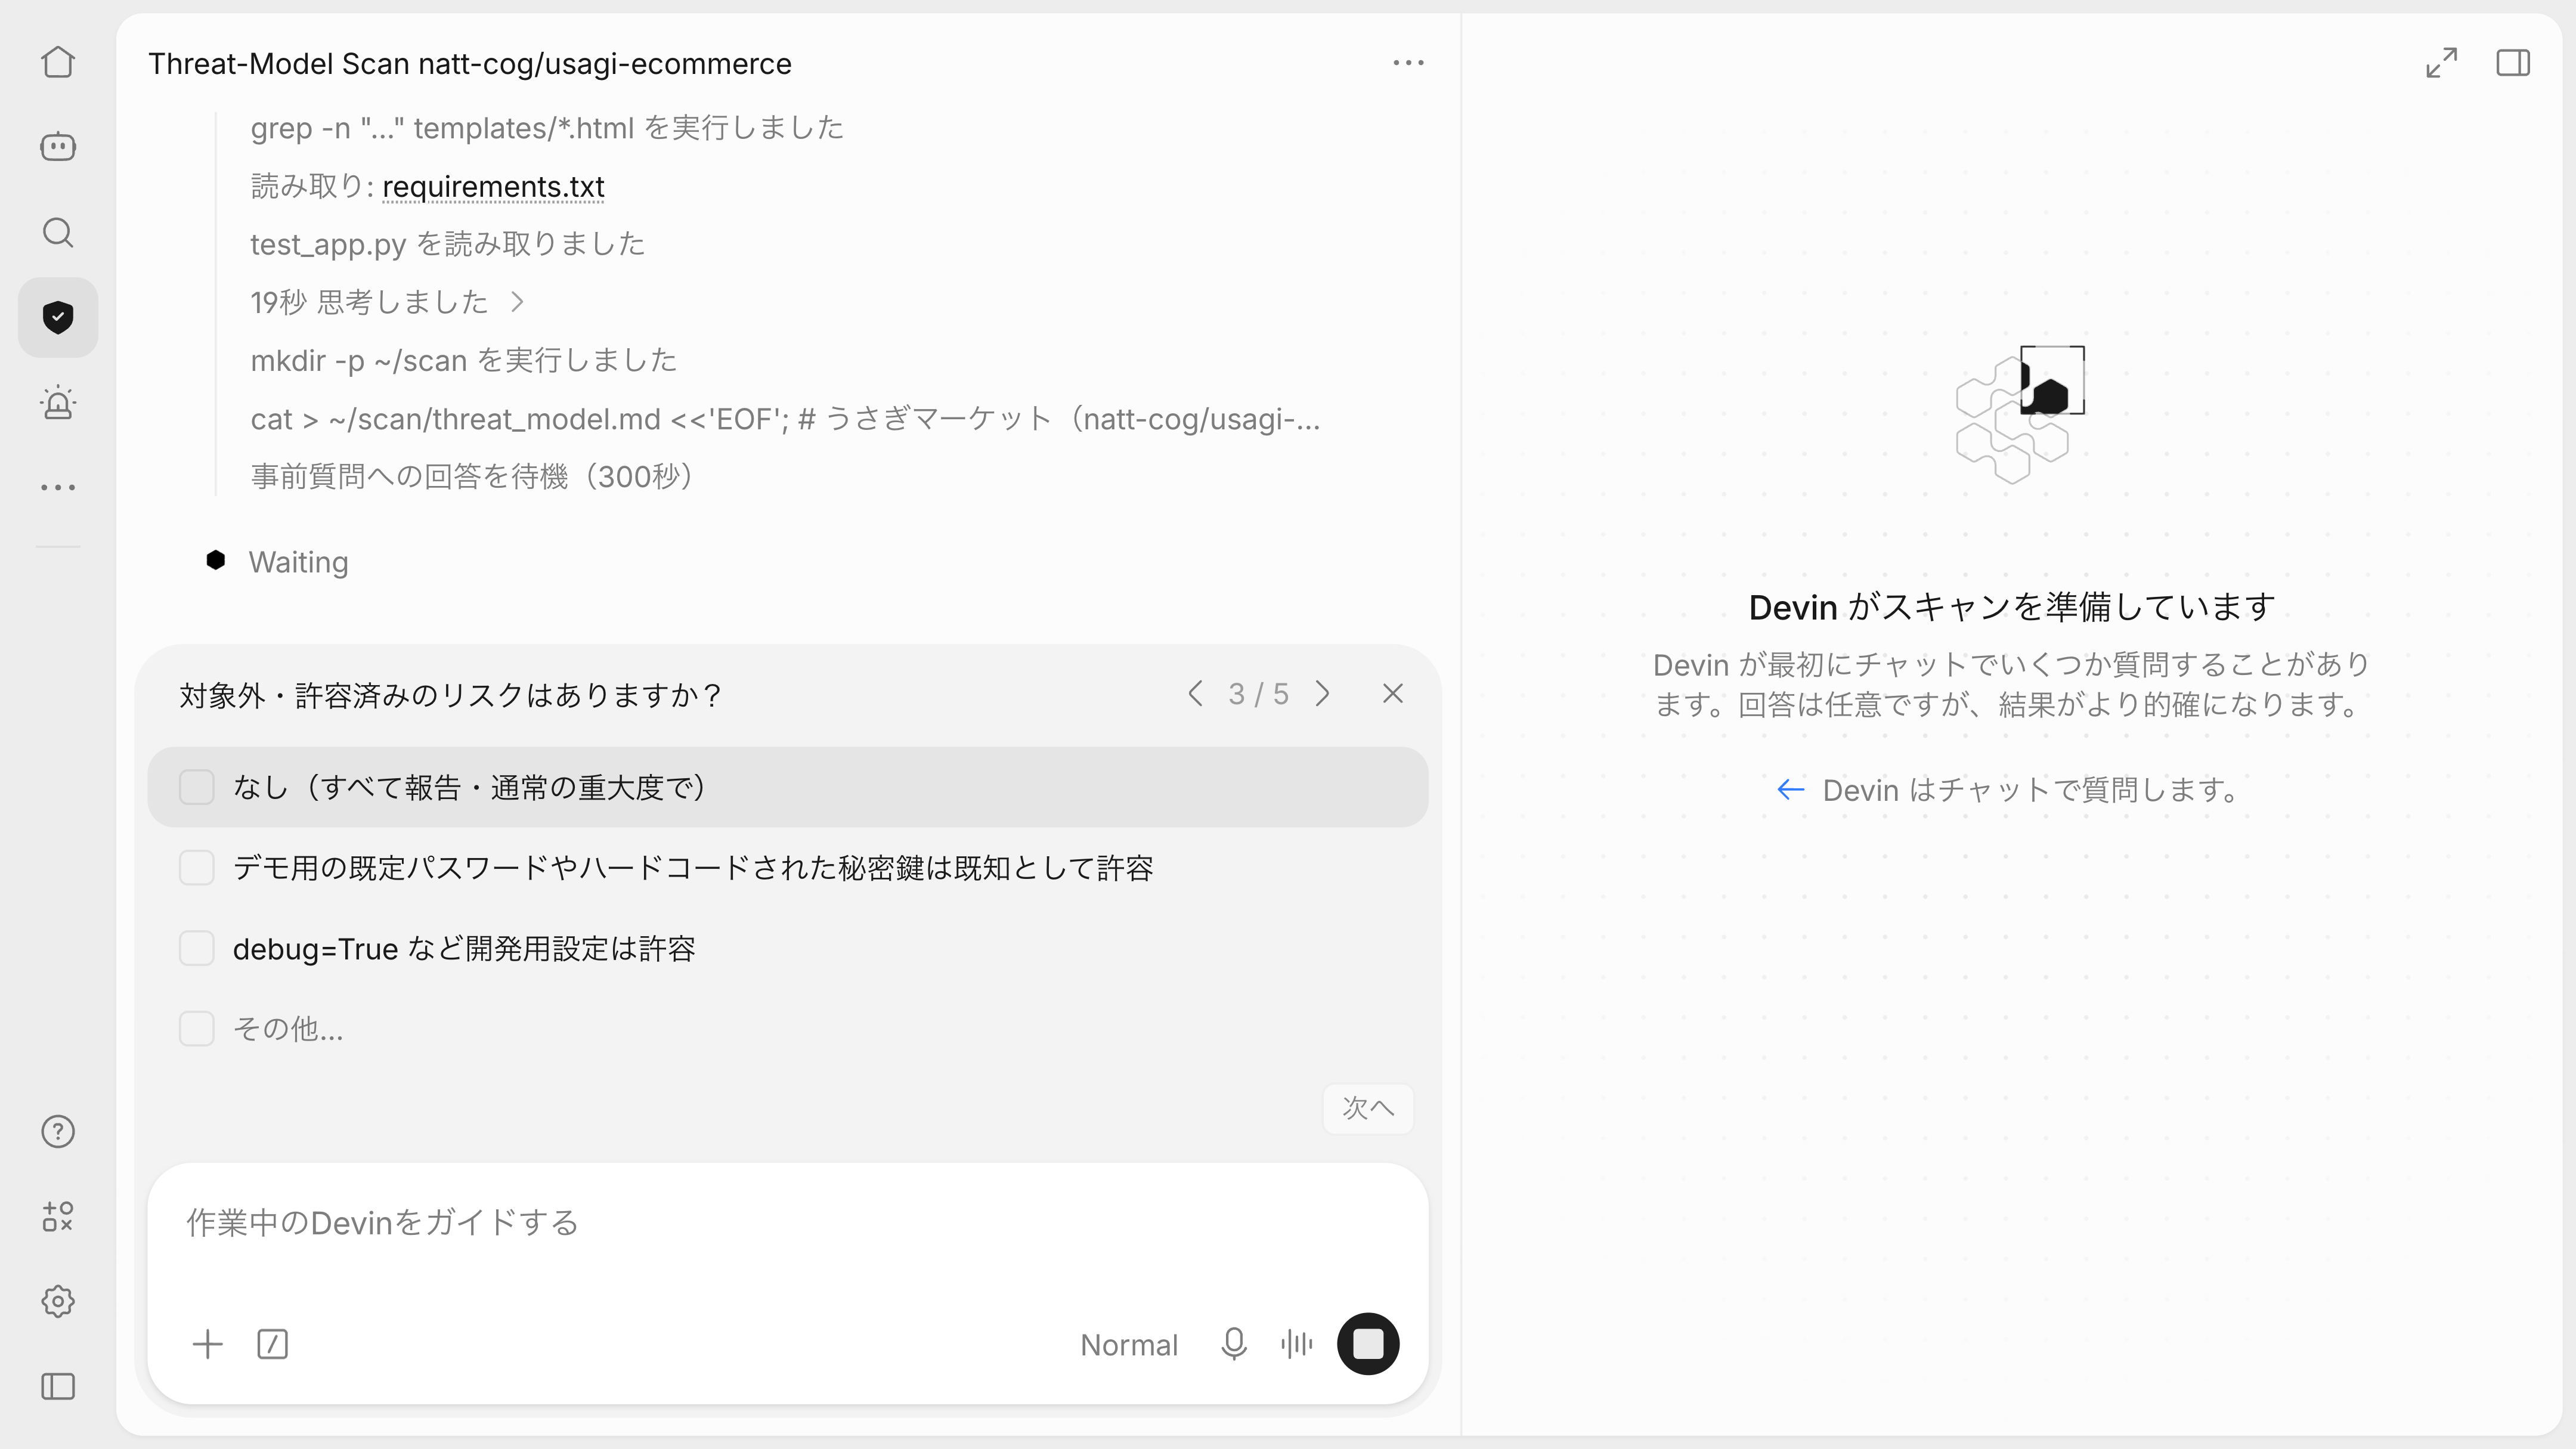 Threat-Model Scan natt-cog/usagi-ecommerce
grep -n "..." templates/*.html を実行しました
読み取り: requirements.txt
test_app.py を読み取りました
19秒 思考しました
mkdir -p ~/scan を実行しました
cat > ~/scan/threat_model.md <<'EOF'; # うさぎマーケット（natt-cog/usagi-...
事前質問への回答を待機（300秒）
Waiting
対象外・許容済みのリスクはありますか？
3 / 5
なし（すべて報告・通常の重大度で）
デモ用の既定パスワードやハードコードされた秘密鍵は既知として許容
debug=True など開発用設定は許容
その他...
次へ
作業中のDevinをガイドする
Normal
Devin がスキャンを準備しています
Devin が最初にチャットでいくつか質問することがあり
ます。回答は任意ですが、結果がより的確になります。
Devin はチャットで質問します。